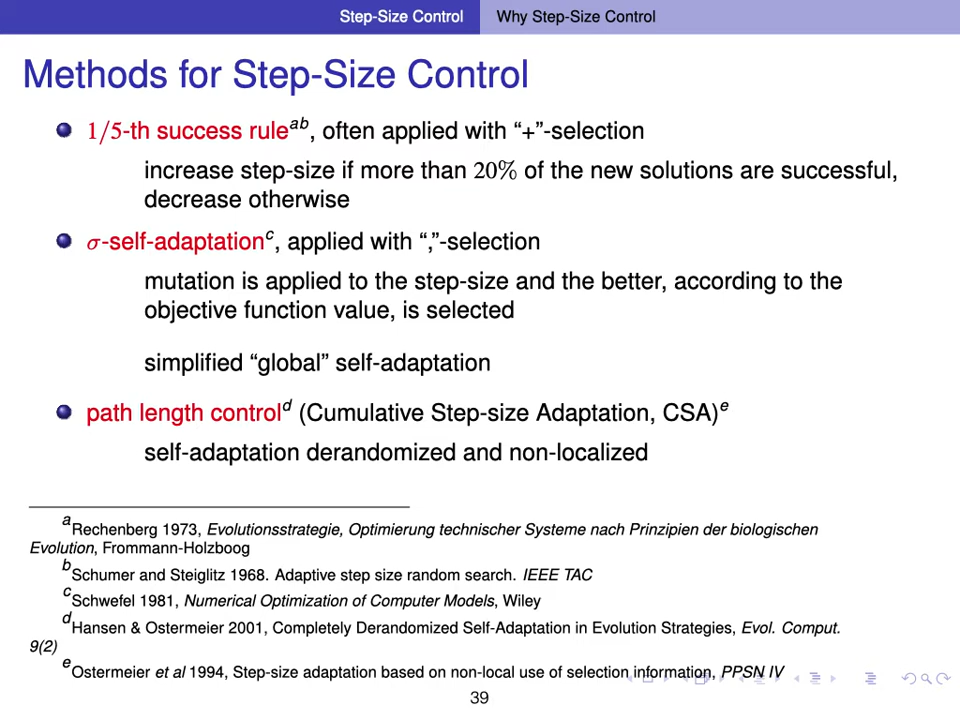 Step-Size Control Why Step-Size Control
Methods for Step-Size Control
1/5-th success rule^ab, often applied with “+”-selection
increase step-size if more than 20% of the new solutions are successful,
decrease otherwise
σ-self-adaptation^c, applied with “,”-selection
mutation is applied to the step-size and the better, according to the
objective function value, is selected
simplified “global” self-adaptation
path length control^d (Cumulative Step-size Adaptation, CSA)^e
self-adaptation derandomized and non-localized
^a Rechenberg 1973, Evolutionsstrategie, Optimierung technischer Systeme nach Prinzipien der biologischen
Evolution, Frommann-Holzboog
^b Schumer and Steiglitz 1968. Adaptive step size random search. IEEE TAC
^c Schwefel 1981, Numerical Optimization of Computer Models, Wiley
^d Hansen & Ostermeier 2001, Completely Derandomized Self-Adaptation in Evolution Strategies, Evol. Comput.
9(2)
^e Ostermeier et al 1994, Step-size adaptation based on non-local use of selection information, PPSN IV
39